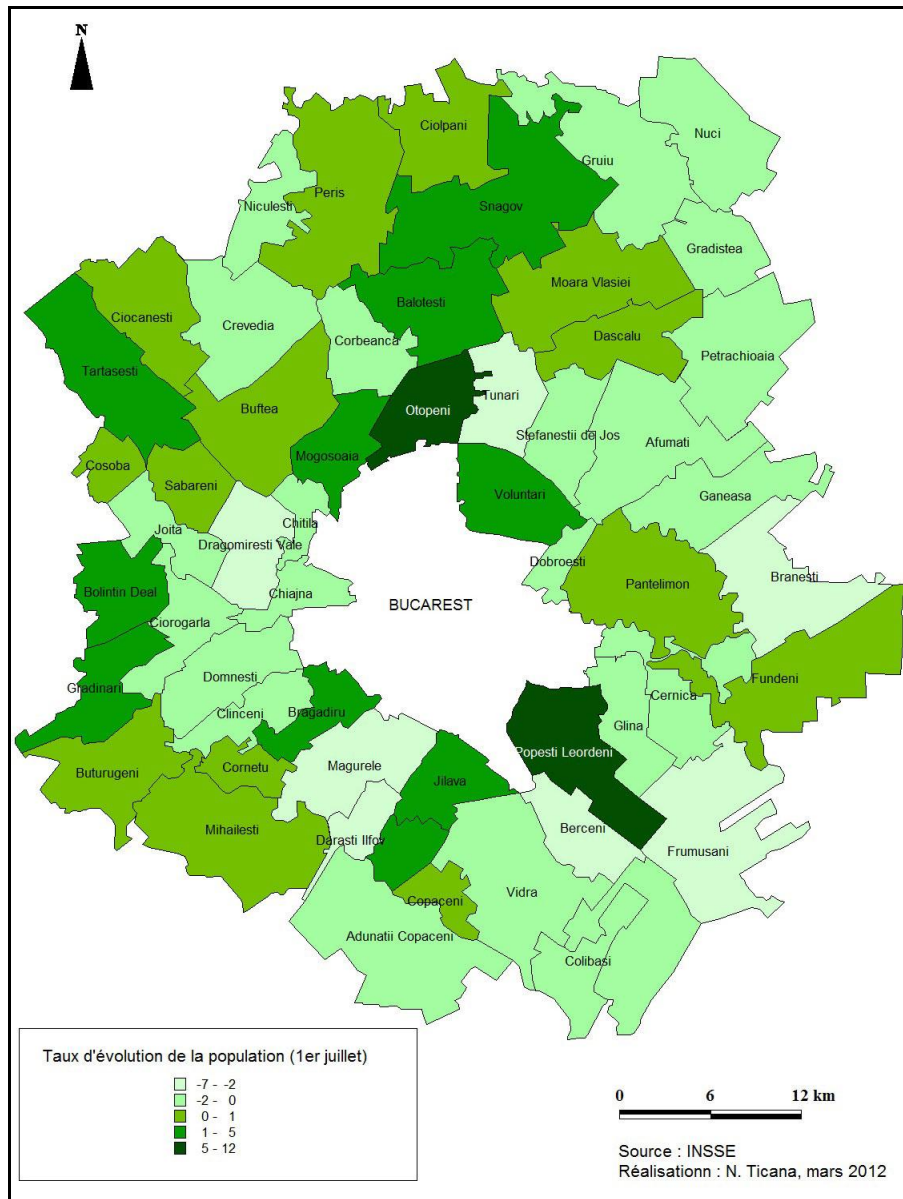 N
Ciolpani
Nuci
Gruiu
Peris
Niculesti
Snagov
Gradistea
Moara Vlasiei
Balotesti
Ciocanesti
Crevedia
Corbeanca
Dascalu
Petrachioaia
Tartasesti
Tunari
Buftea
Otopeni
Stefanestii de Jos
Afumati
Mogosoaia
Cosoba
Sabareni
Voluntari
Ganeasa
Chitila
Joita
Dragomiresti Vale
Dobroesti
Branesti
Pantelimon
Bolintin Deal
Chiajna
BUCAREST
Ciorogarla
Domnesti
Fundeni
Gradinari
Cernica
Clinceni
Bragadiru
Glina
Popesti Leordeni
Magurele
Buturugeni
Cornetu
Jilava
Mihailesti
Berceni
Darasti Ilfov
Frumusani
Vidra
Copaceni
Adunatii Copaceni
Colibasi
Taux d'évolution de la population (1er juillet)
-7 - -2
-2 - 0
0 - 1
1 - 5
5 - 12
0 6 12 km
Source : INSSE
Réalisationn : N. Ticana, mars 2012